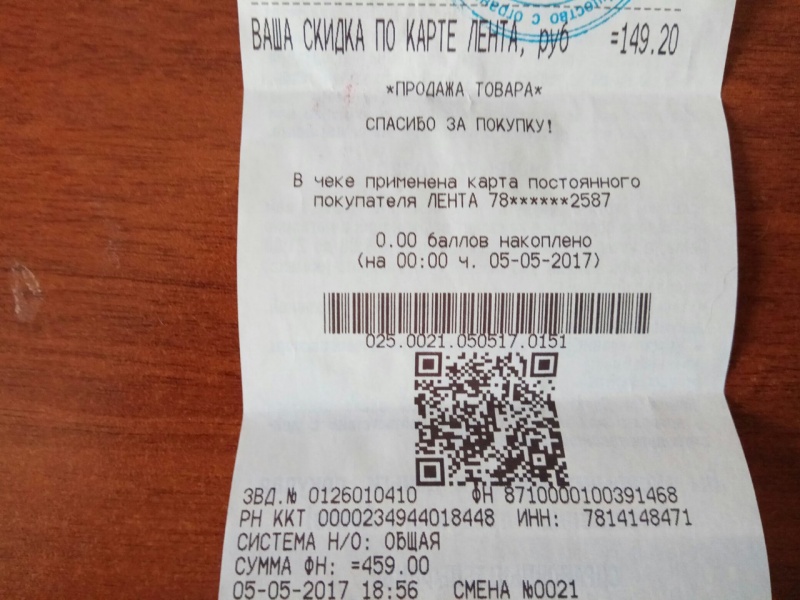 ВАША СКИДКА ПО КАРТЕ ЛЕНТА, руб =149.20
*ПРОДАЖА ТОВАРА*
СПАСИБО ЗА ПОКУПКУ!
В чеке применена карта постоянного
покупателя ЛЕНТА 78******2587
0.00 баллов накоплено
(на 00:00 ч. 05-05-2017)
025.0021.050517.0151
ЗВД.№ 0126010410 ФН 8710000100391468
РН ККТ 0000234944018448 ИНН: 7814148471
СИСТЕМА Н/О: ОБЩАЯ
СУММА ФН: =459.00
05-05-2017 18:56 СМЕНА №0021